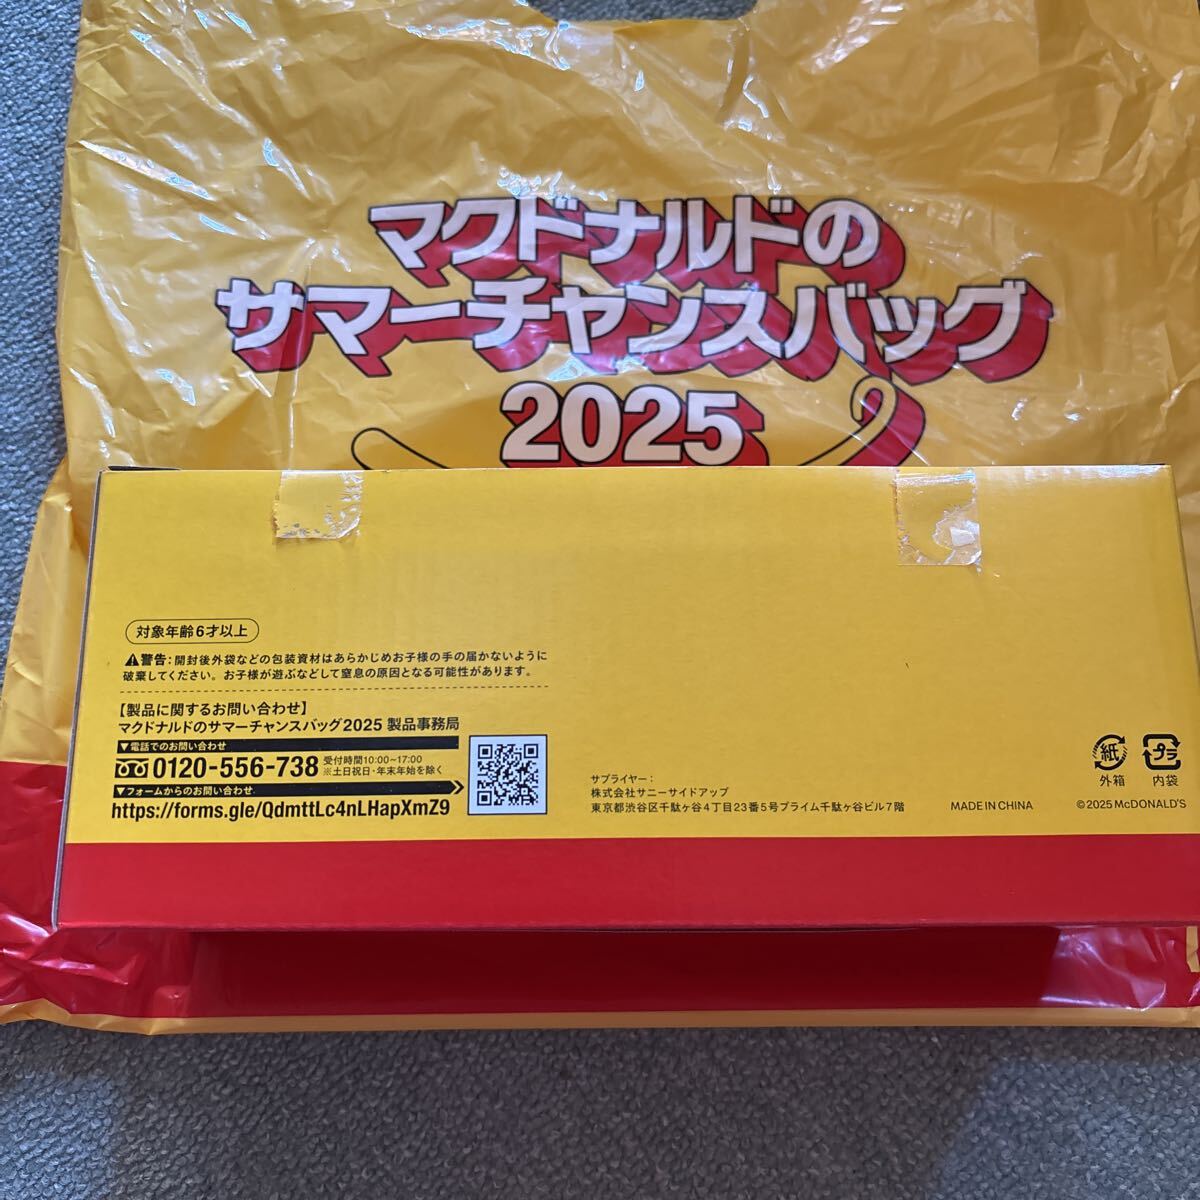 マクドナルドの
サマーチャンスバッグ
2025
対象年齢6才以上
警告:開封後外袋などの包装資材はあらかじめお子様の手の届かないように
破棄してください。お子様が遊ぶなどして窒息の原因となる可能性があります。
【製品に関するお問い合わせ】
マクドナルドのサマーチャンスバッグ2025 製品事務局
▼電話でのお問い合わせ
0120-556-738 受付時間10:00~17:00
※土日祝日・年末年始を除く
▼フォームからのお問い合わせ
https://forms.gle/QdmttLc4nLHapXmZ9
サプライヤー:
株式会社サニーサイドアップ
東京都渋谷区千駄ヶ谷4丁目23番5号プライム千駄ヶ谷ビル7階
MADE IN CHINA
紙
外箱
プラ
内袋
©2025 McDONALD'S